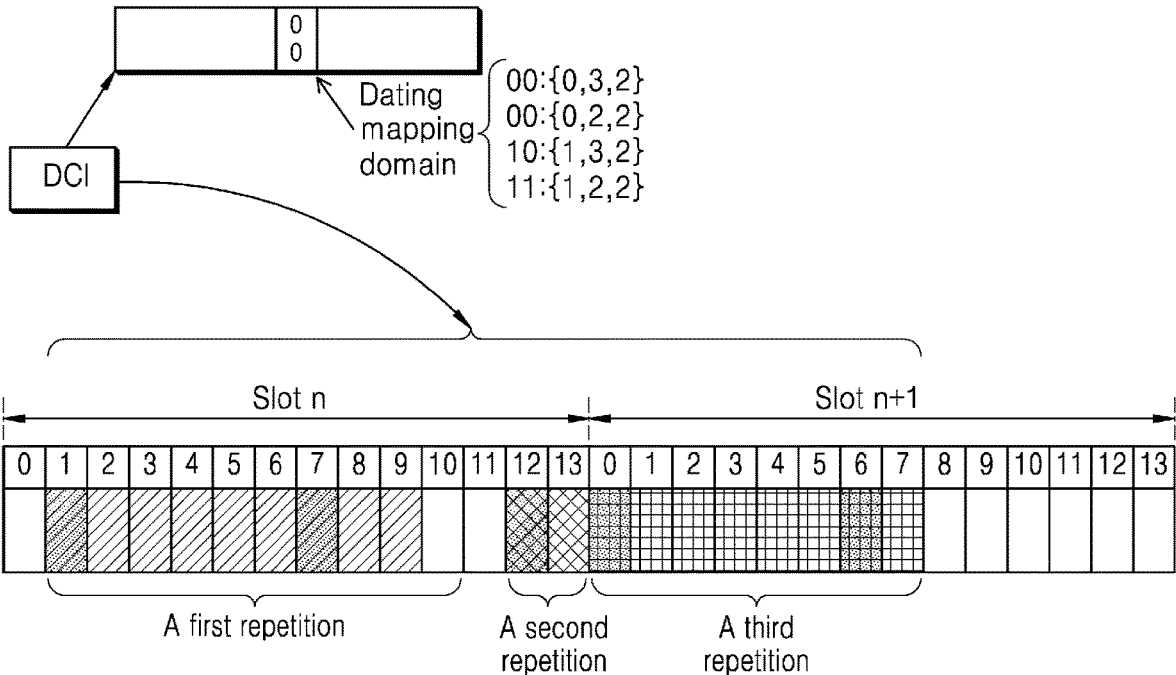 0
0
Dating
mapping
domain
00:{0,3,2}
00:{0,2,2}
10:{1,3,2}
11:{1,2,2}
DCI
Slot n Slot n+1
0 1 2 3 4 5 6 7 8 9 10 11 12 13 0 1 2 3 4 5 6 7 8 9 10 11 12 13
A first repetition
A second
repetition
A third
repetition